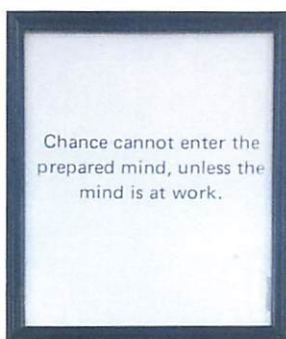 Chance cannot enter the
prepared mind, unless the
mind is at work.